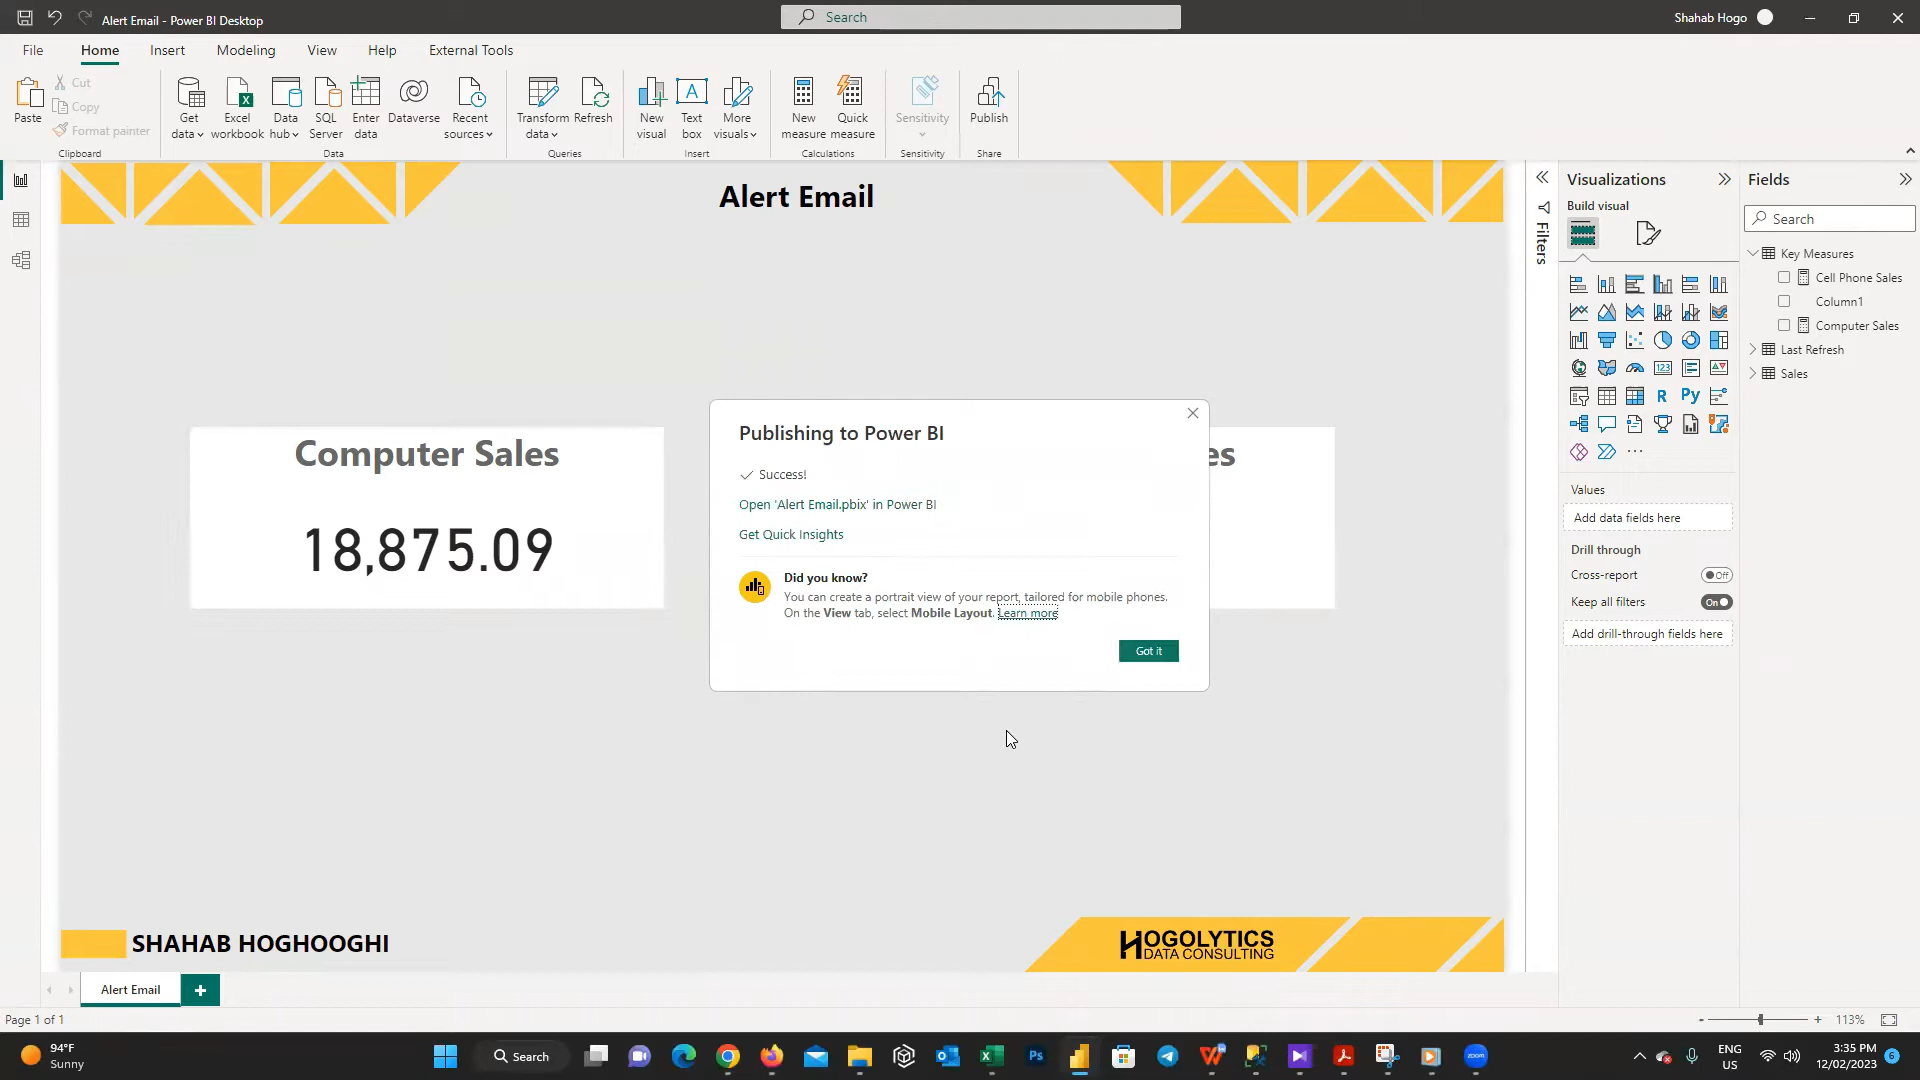 Alert Email - Power BI Desktop
Search
Shahab Hogo
File
Home
Insert
Modeling
View
Help
External Tools
Paste
Cut
Copy
Format painter
Clipboard
Get
data
Excel
workbook
Data
hub
SQL
Server
Enter
data
Dataverse
Recent
sources
Data
Transform
data
Refresh
Queries
New
visual
Text
box
More
visuals
Insert
New
measure
Quick
measure
Calculations
Sensitivity
Sensitivity
Publish
Share
Alert Email
Computer Sales
18,875.09
es
Publishing to Power BI
Success!
Open 'Alert Email.pbix' in Power BI
Get Quick Insights
Did you know?
You can create a portrait view of your report, tailored for mobile phones.
On the View tab, select Mobile Layout. Learn more
Got it
SHAHAB HOGHOOGHI
HOGOLYTICS
DATA CONSULTING
Filters
Visualizations
Build visual
123
R
Py
Values
Add data fields here
Drill through
Cross-report
Off
Keep all filters
On
Add drill-through fields here
Fields
Search
Key Measures
Cell Phone Sales
Column1
Computer Sales
Last Refresh
Sales
Alert Email
Page 1 of 1
- + 113%
94°F
Sunny
Search
Ps
zoom
ENG
US
3:35 PM
12/02/2023
6